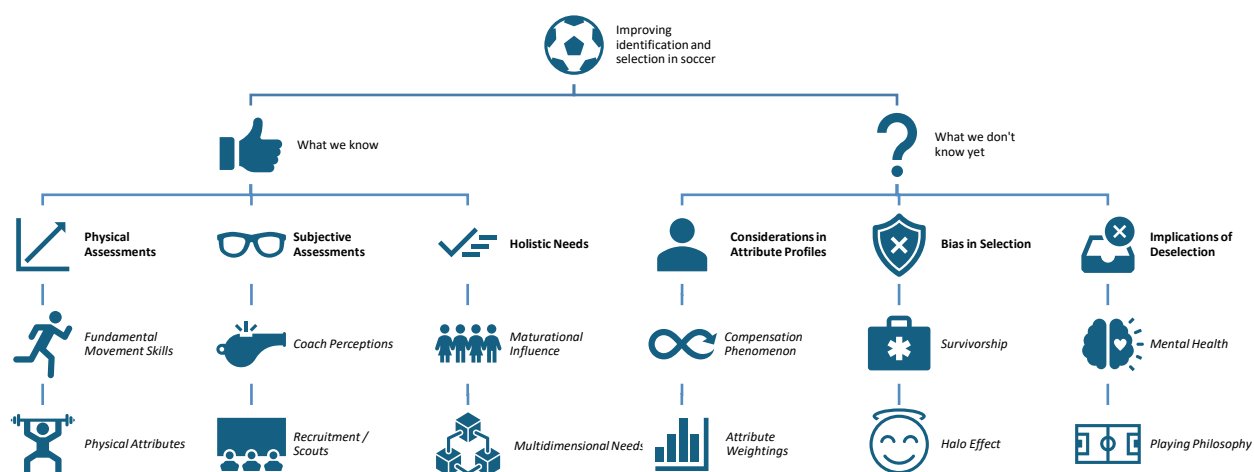 Improving
identification and
selection in soccer
What we know
What we don't
know yet
Physical
Assessments
Subjective
Assessments
Holistic Needs
Considerations in
Attribute Profiles
Bias in Selection
Implications of
Deselection
Fundamental
Movement Skills
Coach Perceptions
Maturational
Influence
Compensation
Phenomenon
Survivorship
Mental Health
Physical Attributes
Recruitment /
Scouts
Multidimensional Needs
Attribute
Weightings
Halo Effect
Playing Philosophy